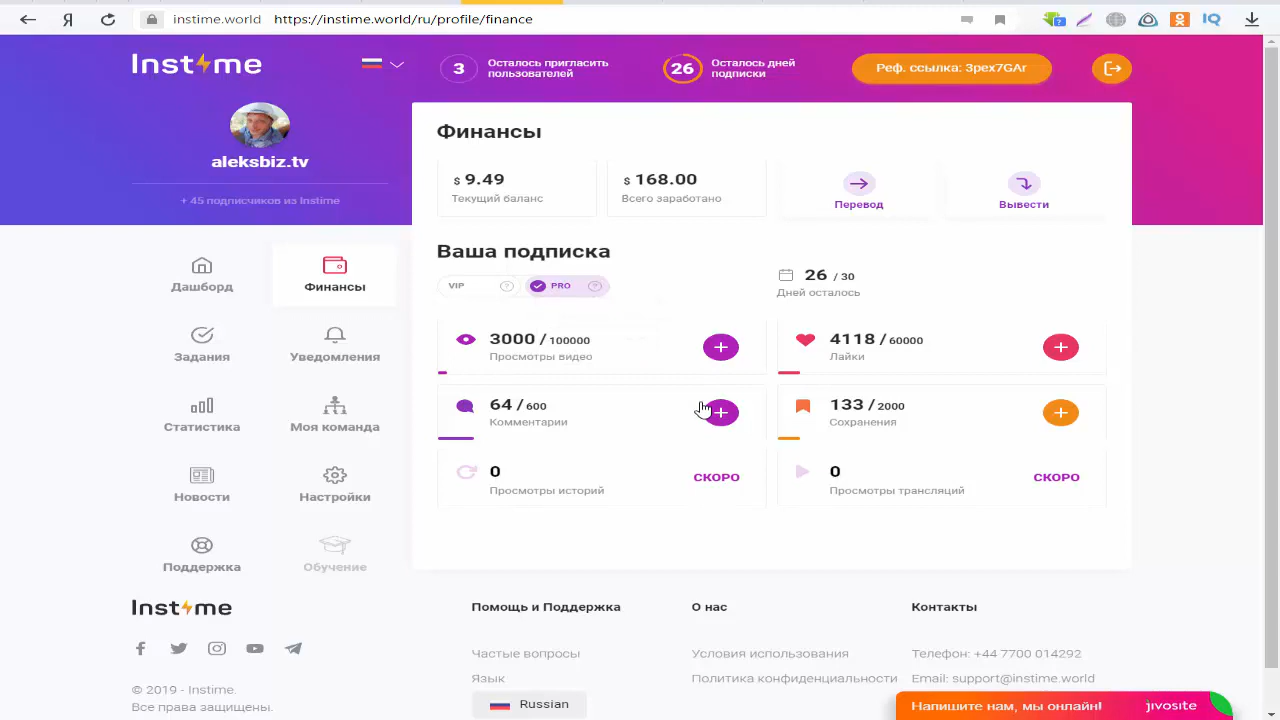 Я
instime.world
https://instime.world/ru/profile/finance
Inst⚡me
3
Осталось пригласить
пользователей
26
Осталось дней
подписки
Реф. ссылка: 3pex7GAr
aleksbiz.tv
+ 45 подписчиков из Instime
Дашборд
Финансы
Задания
Уведомления
Статистика
Моя команда
Новости
Настройки
Поддержка
Обучение
Финансы
$ 9.49
Текущий баланс
$ 168.00
Всего заработано
Перевод
Вывести
Ваша подписка
VIP ?
PRO ?
26 / 30
Дней осталось
3000 / 100000
Просмотры видео
4118 / 60000
Лайки
64 / 600
Комментарии
133 / 2000
Сохранения
0
Просмотры историй
СКОРО
0
Просмотры трансляций
СКОРО
Inst⚡me
© 2019 - Instime.
Все права защищены.
Помощь и Поддержка
Частые вопросы
Язык
Russian
О нас
Условия использования
Политика конфиденциальности
Контакты
Телефон: +44 7700 014292
Email: support@instime.world
Напишите нам, мы онлайн!
jivosite